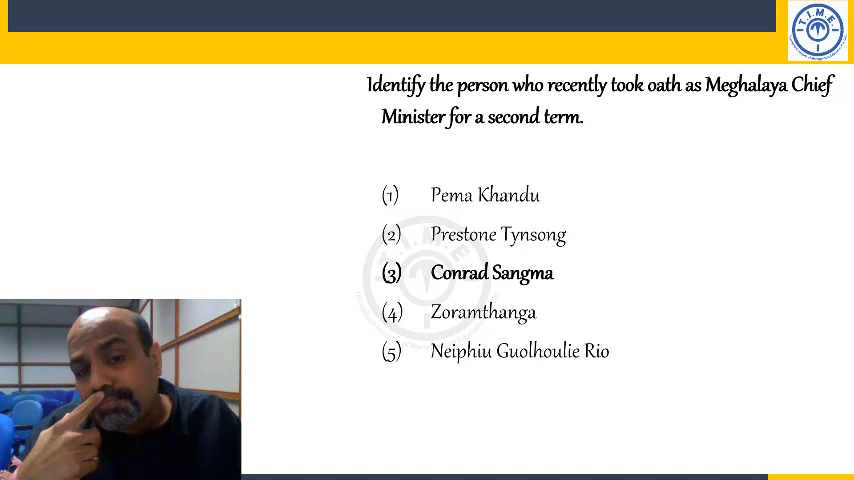 T.I.M.E.
Identify the person who recently took oath as Meghalaya Chief
Minister for a second term.
(1) Pema Khandu
(2) Prestone Tynsong
(3) Conrad Sangma
(4) Zoramthanga
(5) Neiphiu Guolhoulie Rio